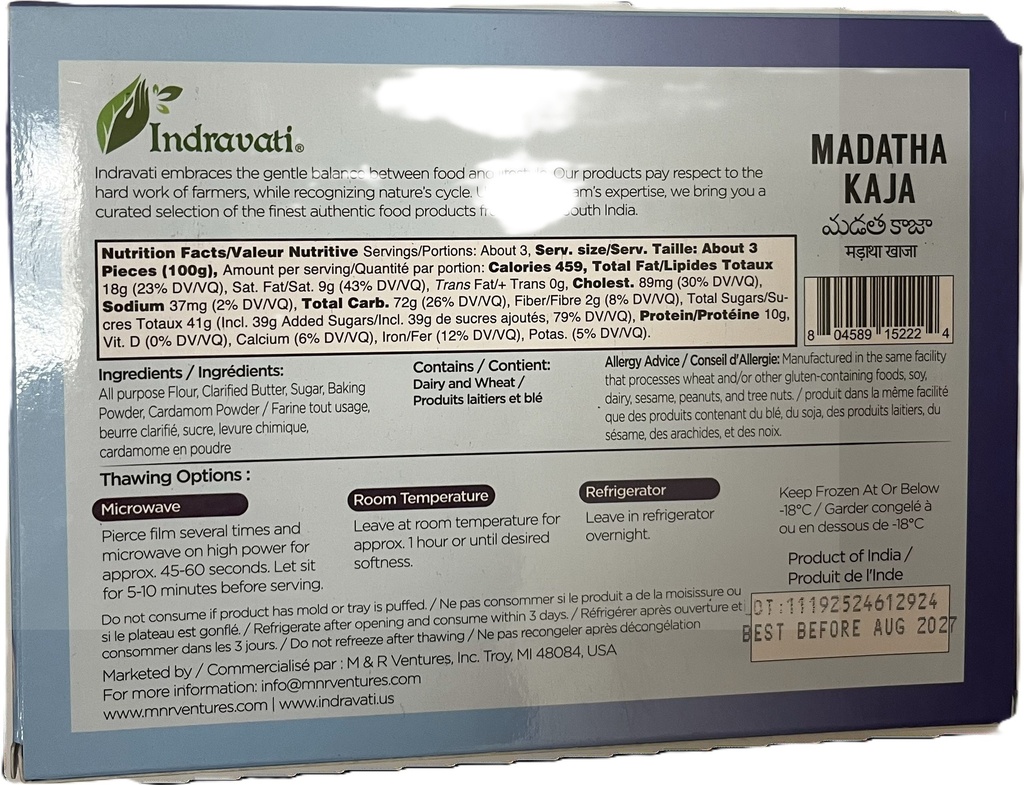 Indravati®
Indravati embraces the gentle balance between food and lifestyle. Our products pay respect to the
hard work of farmers, while recognizing nature's cycle. am's expertise, we bring you a
curated selection of the finest authentic food products South India.
MADATHA
KAJA
మడత కాజా
मड़ाथा खाजा
8 04589 15222 4
Nutrition Facts/Valeur Nutritive Servings/Portions: About 3, Serv. size/Serv. Taille: About 3
Pieces (100g), Amount per serving/Quantité par portion: Calories 459, Total Fat/Lipides Totaux
18g (23% DV/VQ), Sat. Fat/Sat. 9g (43% DV/VQ), Trans Fat/+ Trans 0g, Cholest. 89mg (30% DV/VQ),
Sodium 37mg (2% DV/VQ), Total Carb. 72g (26% DV/VQ), Fiber/Fibre 2g (8% DV/VQ), Total Sugars/Su-
cres Totaux 41g (Incl. 39g Added Sugars/Incl. 39g de sucres ajoutés, 79% DV/VQ), Protein/Protéine 10g,
Vit. D (0% DV/VQ), Calcium (6% DV/VQ), Iron/Fer (12% DV/VQ), Potas. (5% DV/VQ).
Ingredients / Ingrédients:
All purpose Flour, Clarified Butter, Sugar, Baking
Powder, Cardamom Powder / Farine tout usage,
beurre clarifié, sucre, levure chimique,
cardamome en poudre
Contains / Contient:
Dairy and Wheat /
Produits laitiers et blé
Allergy Advice / Conseil d'Allergie: Manufactured in the same facility
that processes wheat and/or other gluten-containing foods, soy,
dairy, sesame, peanuts, and tree nuts. / produit dans la même facilité
que des produits contenant du blé, du soja, des produits laitiers, du
sésame, des arachides, et des noix.
Thawing Options :
Microwave
Pierce film several times and
microwave on high power for
approx. 45-60 seconds. Let sit
for 5-10 minutes before serving.
Room Temperature
Leave at room temperature for
approx. 1 hour or until desired
softness.
Refrigerator
Leave in refrigerator
overnight.
Keep Frozen At Or Below
-18°C / Garder congelé à
ou en dessous de -18°C
Product of India /
Produit de l'Inde
LOT:11192524612924
BEST BEFORE AUG 2027
Do not consume if product has mold or tray is puffed. / Ne pas consommer si le produit a de la moisissure ou
si le plateau est gonflé. / Refrigerate after opening and consume within 3 days. / Réfrigérer après ouverture et
consommer dans les 3 jours. / Do not refreeze after thawing / Ne pas recongeler après décongélation
Marketed by / Commercialisé par : M & R Ventures, Inc. Troy, MI 48084, USA
For more information: info@mnrventures.com
www.mnrventures.com | www.indravati.us